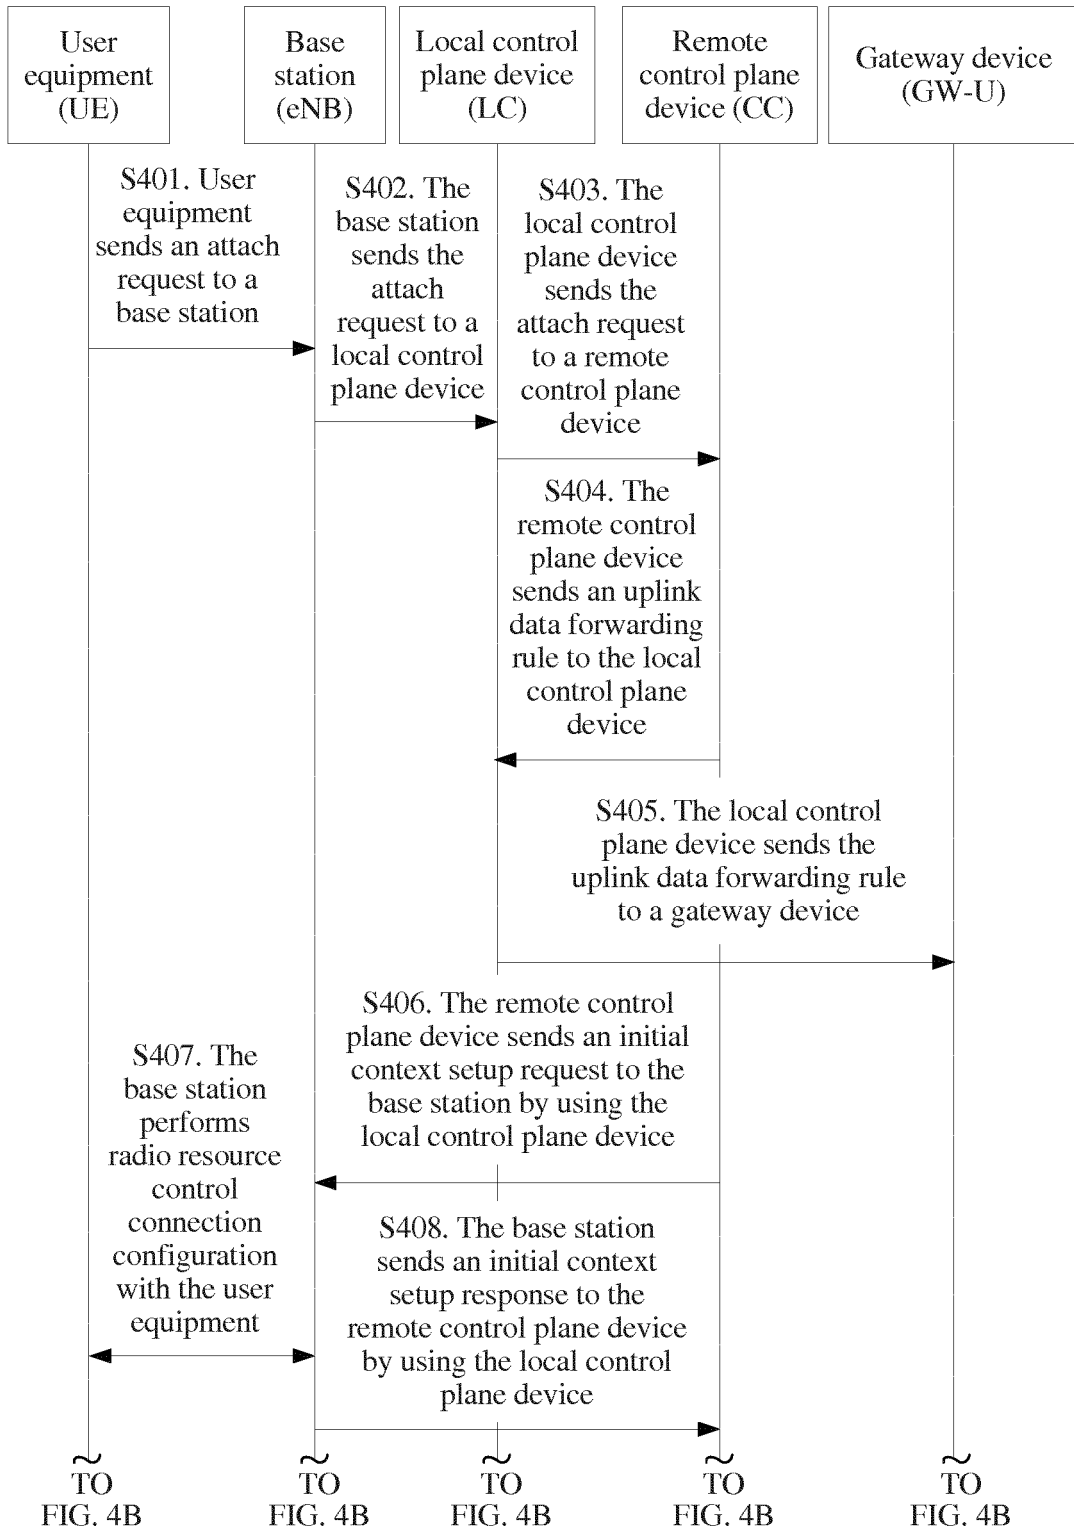 User
equipment
(UE)
Base
station
(eNB)
Local control
plane device
(LC)
Remote
control plane
device (CC)
Gateway device
(GW-U)
S401. User
equipment
sends an attach
request to a
base station
S402. The
base station
sends the
attach
request to a
local control
plane device
S403. The
local control
plane device
sends the
attach request
to a remote
control plane
device
S404. The
remote control
plane device
sends an uplink
data forwarding
rule to the local
control plane
device
S405. The local control
plane device sends the
uplink data forwarding rule
to a gateway device
S406. The remote control
plane device sends an initial
context setup request to the
base station by using the
local control plane device
S407. The
base station
performs
radio resource
control
connection
configuration
with the user
equipment
S408. The base station
sends an initial context
setup response to the
remote control plane device
by using the local control
plane device
TO
FIG. 4B
TO
FIG. 4B
TO
FIG. 4B
TO
FIG. 4B
TO
FIG. 4B